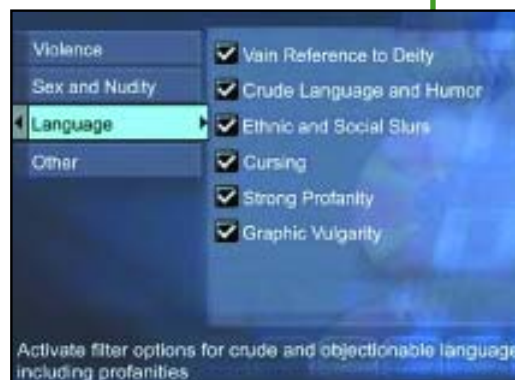 Violence
Sex and Nudity
Language
Other
Vain Reference to Deity
Crude Language and Humor
Ethnic and Social Slurs
Cursing
Strong Profanity
Graphic Vulgarity
Activate filter options for crude and objectionable language
including profanities